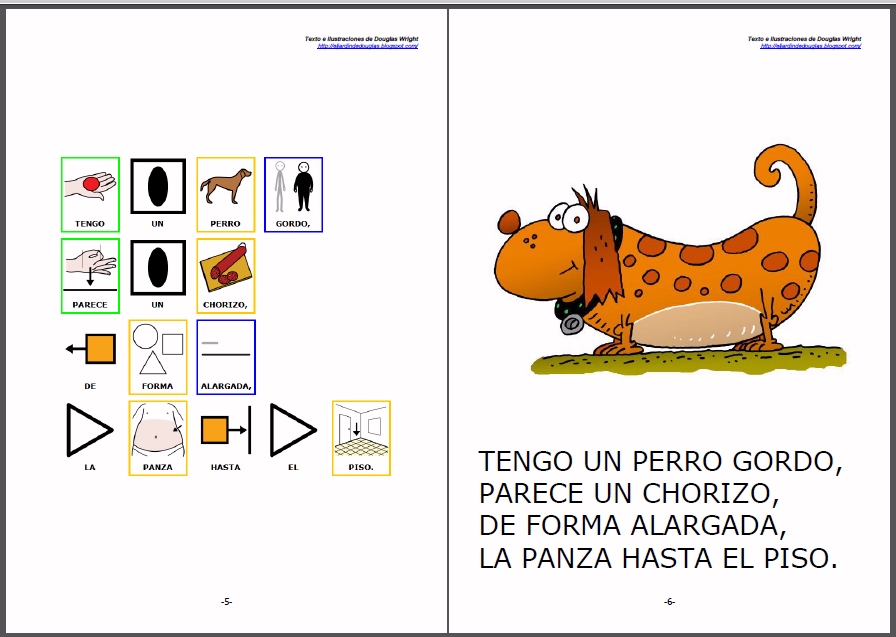 Texto e Ilustraciones de Douglas Wright
http://eljardindedouglas.blogspot.com/
TENGO UN PERRO GORDO,
PARECE UN CHORIZO,
DE FORMA ALARGADA,
LA PANZA HASTA EL PISO.
-5-
Texto e Ilustraciones de Douglas Wright
http://eljardindedouglas.blogspot.com/
TENGO UN PERRO GORDO,
PARECE UN CHORIZO,
DE FORMA ALARGADA,
LA PANZA HASTA EL PISO.
-6-